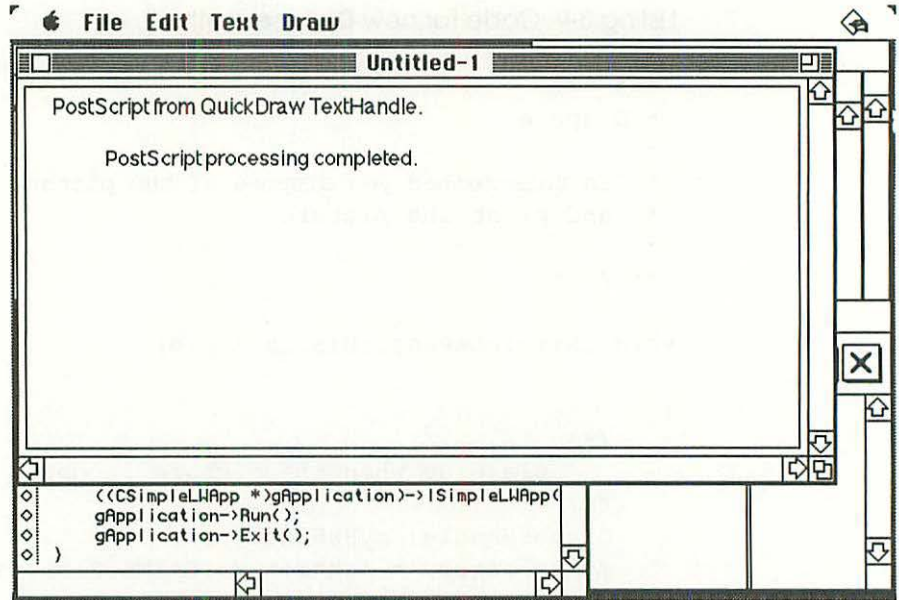 File Edit Text Draw
Untitled-1
PostScript from QuickDraw TextHandle.
PostScript processing completed.
((CSimpleLWApp *)gApplication)->ISimpleLWApp(
gApplication->Run();
gApplication->Exit();
}